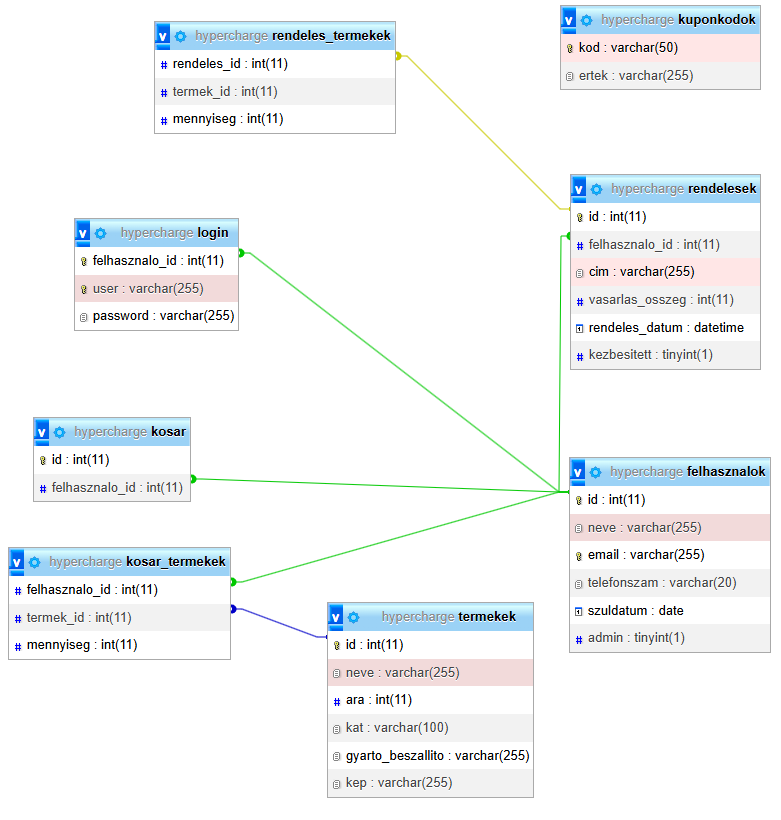 v hypercharge kuponkodok
kod : varchar(50)
ertek : varchar(255)
v hypercharge rendeles_termekek
# rendeles_id : int(11)
# termek_id : int(11)
# mennyiseg : int(11)
v hypercharge rendelesek
id : int(11)
# felhasznalo_id : int(11)
cim : varchar(255)
# vasarlas_osszeg : int(11)
rendeles_datum : datetime
# kezbesitett : tinyint(1)
v hypercharge login
felhasznalo_id : int(11)
user : varchar(255)
password : varchar(255)
v hypercharge kosar
id : int(11)
# felhasznalo_id : int(11)
v hypercharge felhasznalok
id : int(11)
neve : varchar(255)
email : varchar(255)
telefonszam : varchar(20)
szuldatum : date
# admin : tinyint(1)
v hypercharge kosar_termekek
# felhasznalo_id : int(11)
# termek_id : int(11)
# mennyiseg : int(11)
v hypercharge termekek
id : int(11)
neve : varchar(255)
# ara : int(11)
kat : varchar(100)
gyarto_beszallito : varchar(255)
kep : varchar(255)